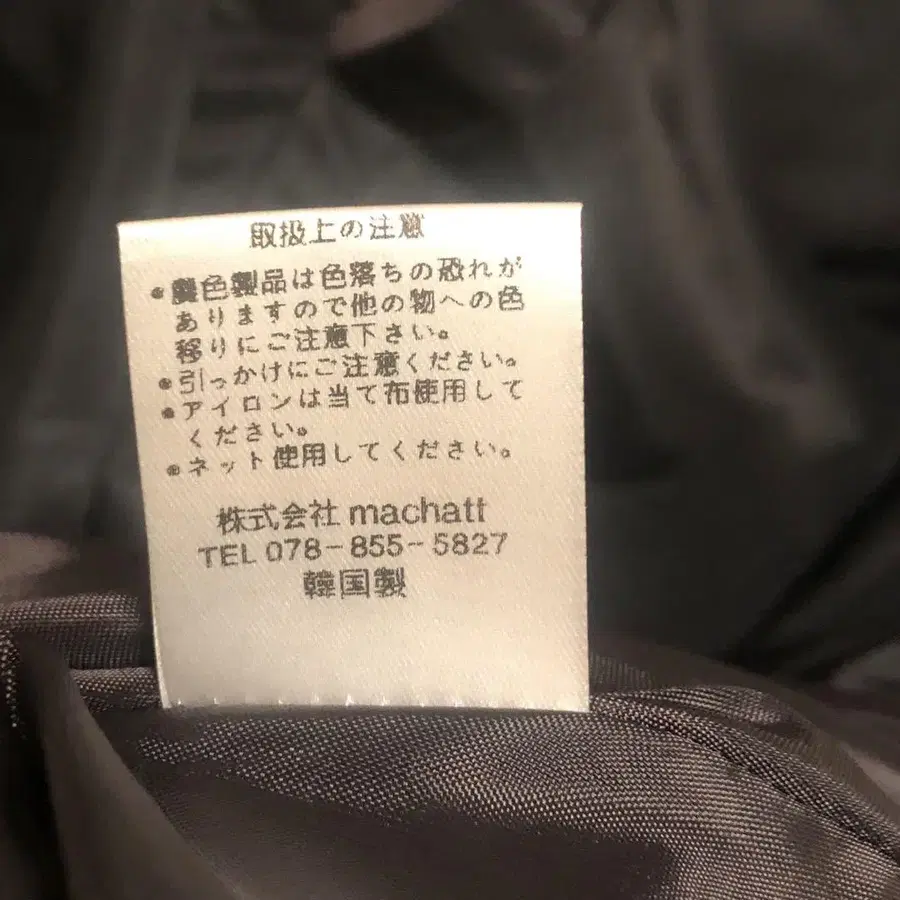 取扱上の注意
●濃色製品は色落ちの恐れが
ありますので他の物への色
移りにご注意下さい。
●引っかけにご注意ください。
●アイロンは当て布使用して
ください。
●ネット使用してください。
株式会社 machatt
TEL 078-855-5827
韓国製